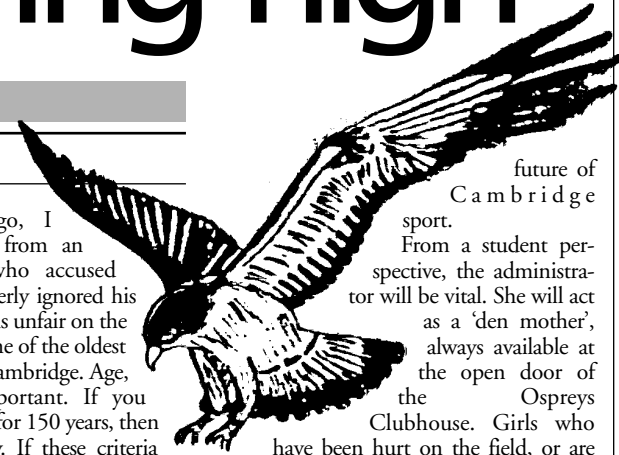 ing high
go, I
from an
who accused
erly ignored his
s unfair on the
ne of the oldest
ambridge. Age,
portant. If you
for 150 years, then
. If these criteria
future of
Cambridge
sport.
From a student per-
spective, the administra-
tor will be vital. She will act
as a ‘den mother’,
always available at
the open door of
the Ospreys
Clubhouse. Girls who
have been hurt on the field, or are